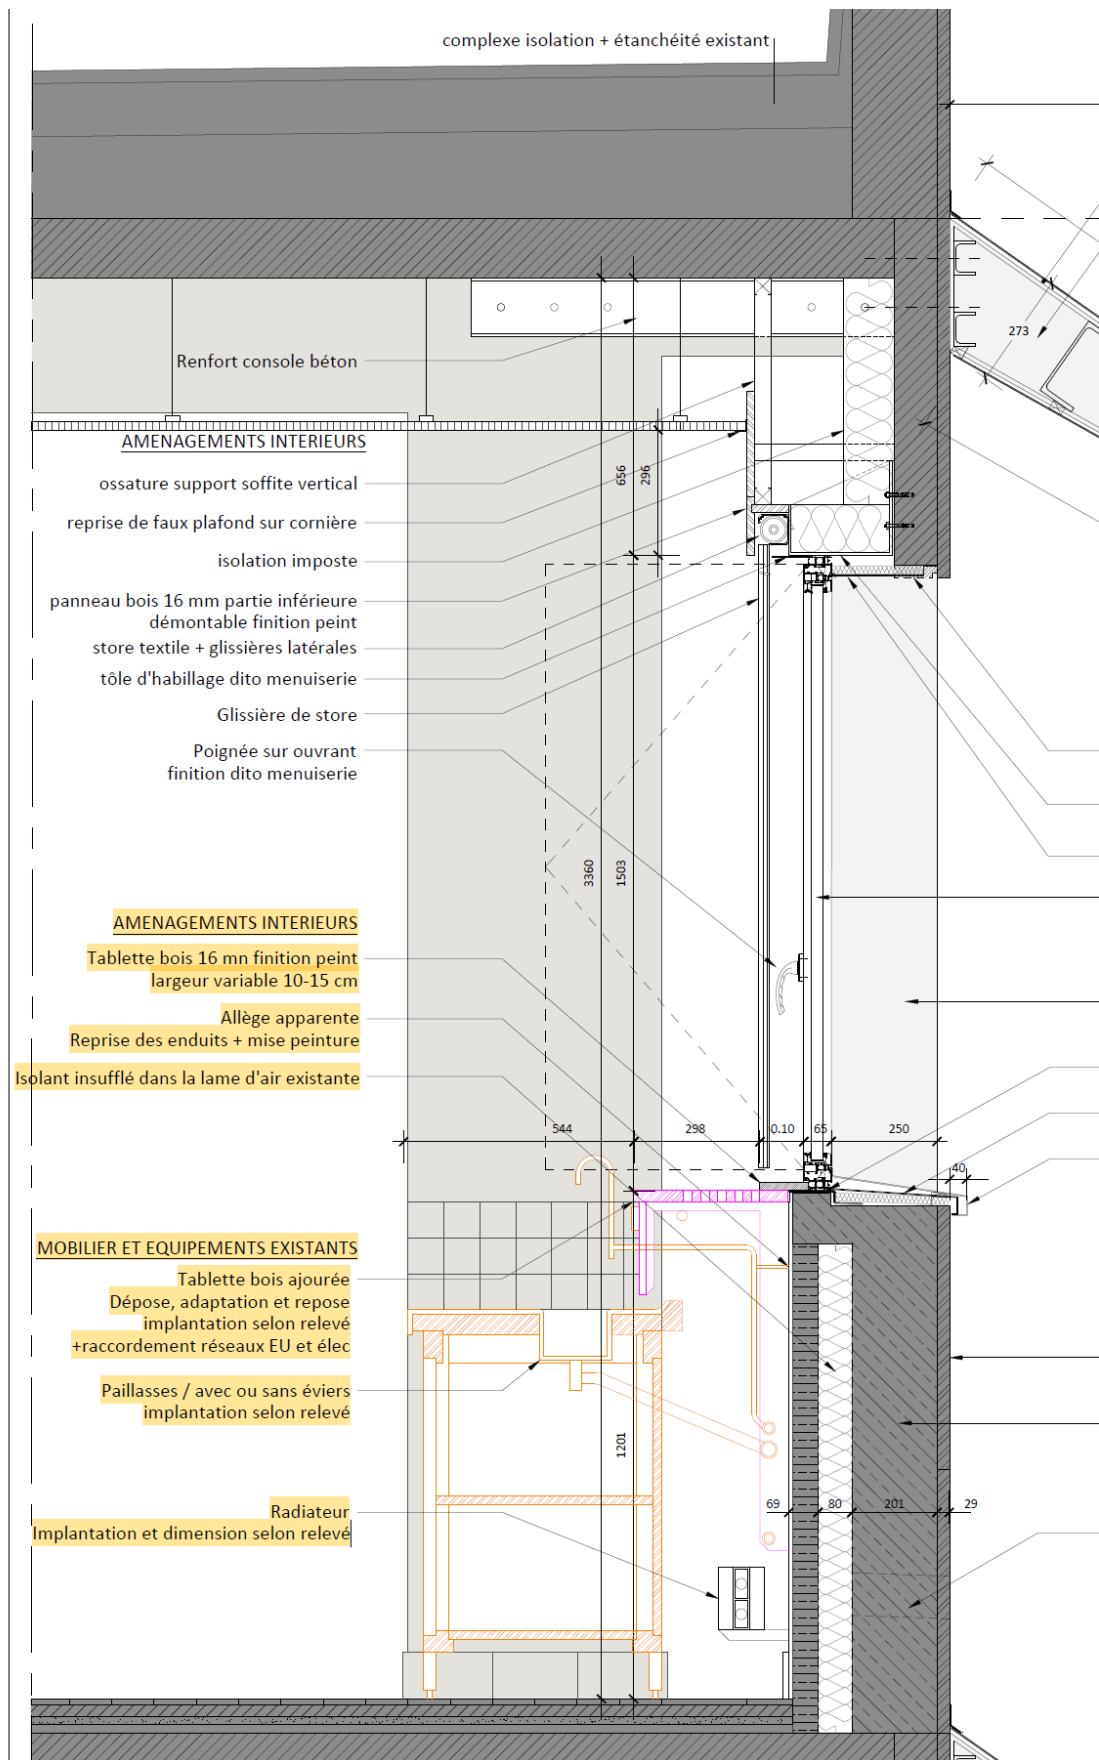 complexe isolation + étanchéité existant
273
Renfort console béton
AMENAGEMENTS INTERIEURS
656
296
ossature support soffite vertical
reprise de faux plafond sur cornière
isolation imposte
panneau bois 16 mm partie inférieure
démontable finition peint
store textile + glissières latérales
tôle d'habillage dito menuiserie
Glissière de store
Poignée sur ouvrant
finition dito menuiserie
3360
1503
AMENAGEMENTS INTERIEURS
Tablette bois 16 mn finition peint
largeur variable 10-15 cm
Allège apparente
Reprise des enduits + mise peinture
Isolant insufflé dans la lame d'air existante
544
298
0.10
65
250
40
MOBILIER ET EQUIPEMENTS EXISTANTS
Tablette bois ajourée
Dépose, adaptation et repose
implantation selon relevé
+raccordement réseaux EU et élec
Paillasses / avec ou sans éviers
implantation selon relevé
1201
Radiateur
Implantation et dimension selon relevé
69
80
201
29